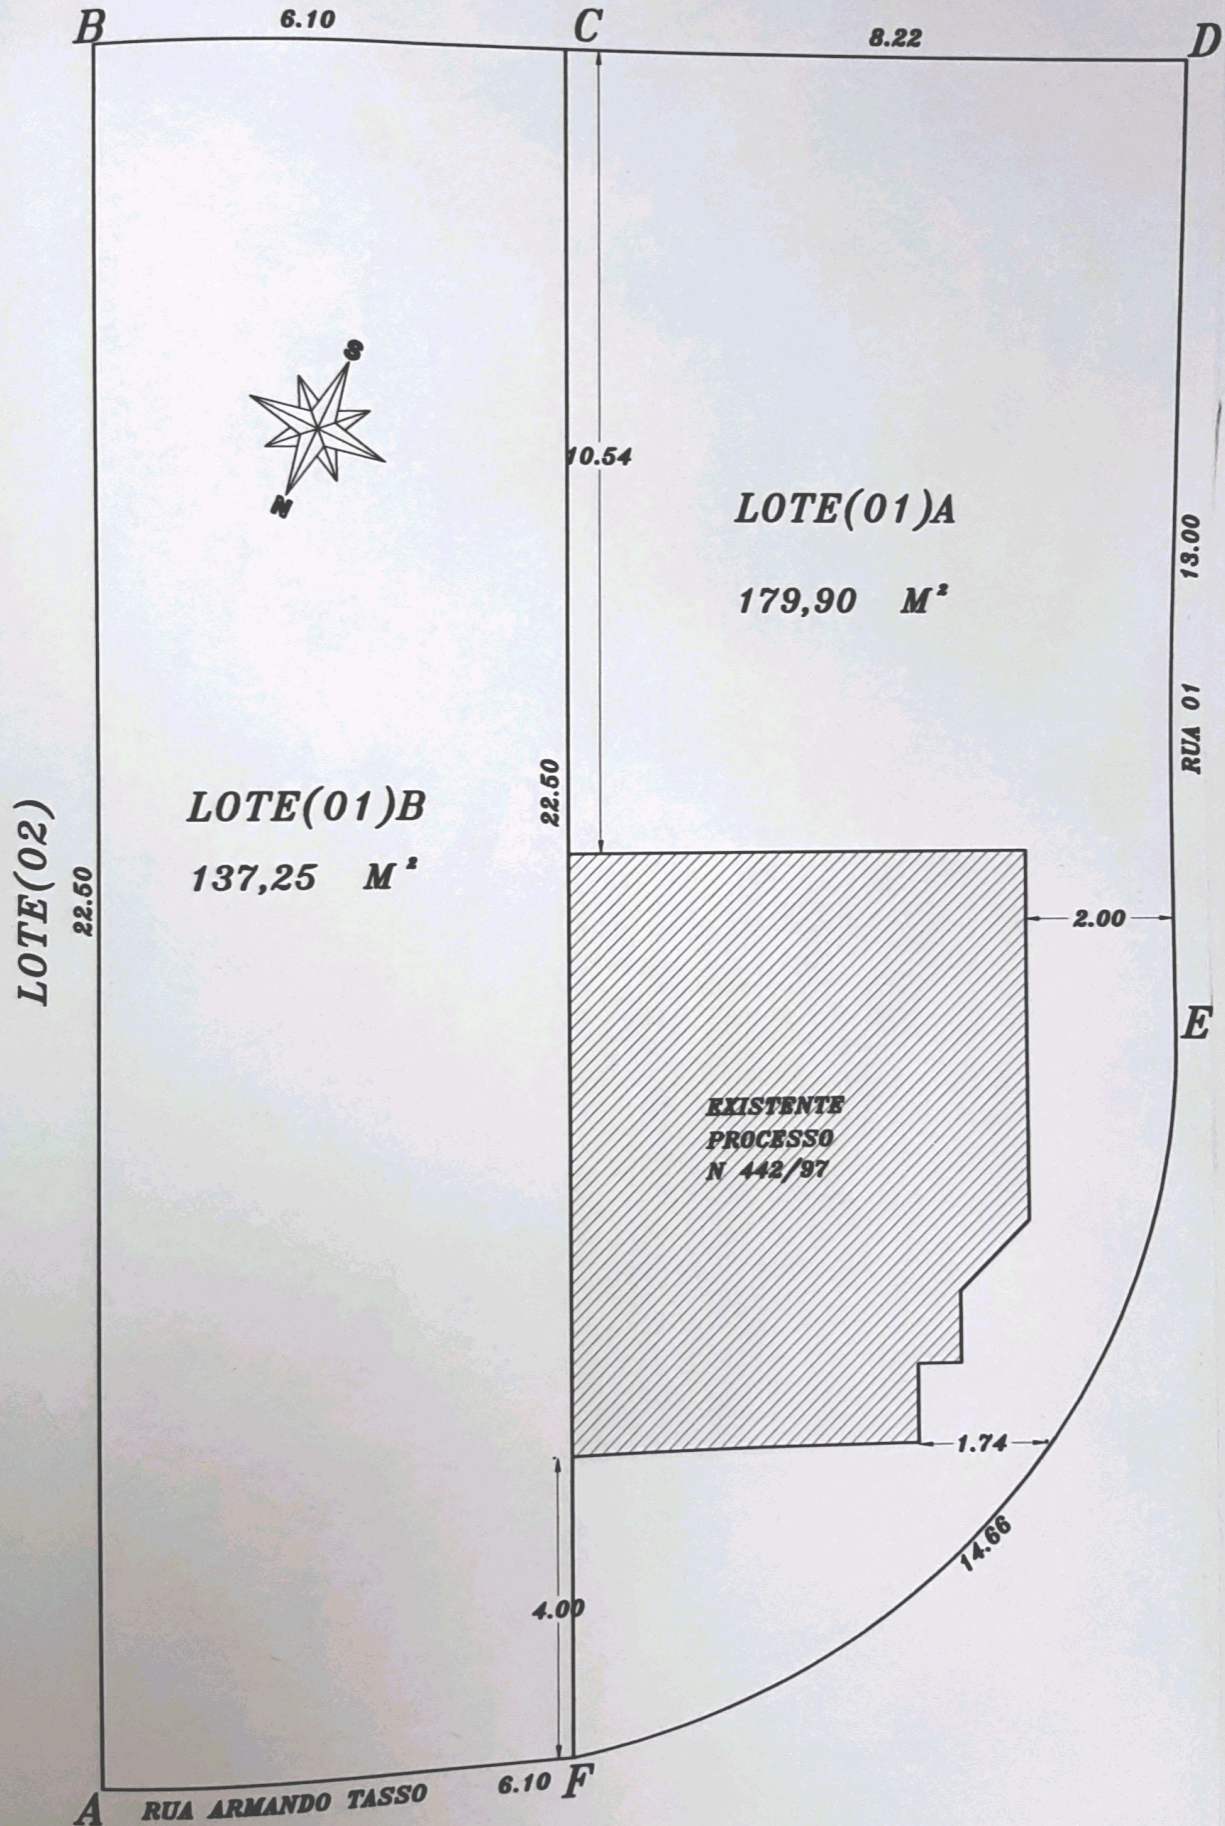 B
6.10
C
8.22
D
S
N
10.54
LOTE(01)A
179,90 M²
13.00
RUA 01
22.50
LOTE(01)B
137,25 M²
LOTE(02)
22.50
2.00
E
EXISTENTE
PROCESSO
N 442/97
1.74
14.66
4.00
6.10
F
A
RUA ARMANDO TASSO